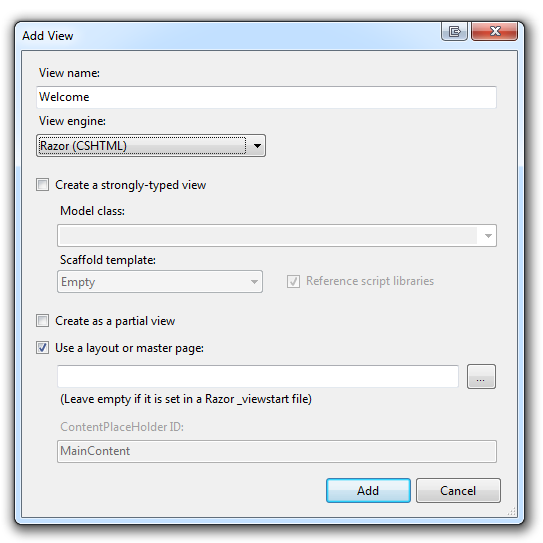 Add View
View name:
Welcome
View engine:
Razor (CSHTML)
Create a strongly-typed view
Model class:
Scaffold template:
Empty
Reference script libraries
Create as a partial view
Use a layout or master page:
...
(Leave empty if it is set in a Razor _viewstart file)
ContentPlaceHolder ID:
MainContent
Add
Cancel